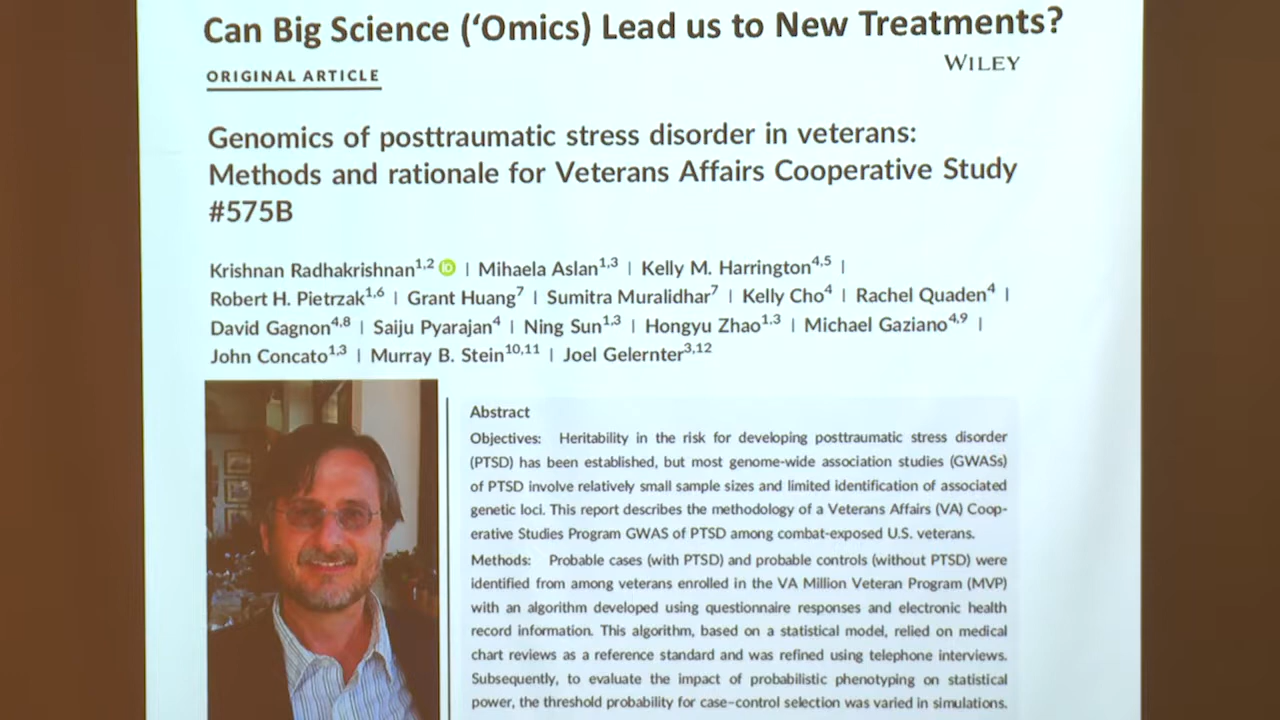 Can Big Science (‘Omics) Lead us to New Treatments?
WILEY
ORIGINAL ARTICLE
Genomics of posttraumatic stress disorder in veterans:
Methods and rationale for Veterans Affairs Cooperative Study
#575B
Krishnan Radhakrishnan1,2 iD | Mihaela Aslan1,3 | Kelly M. Harrington4,5 |
Robert H. Pietrzak1,6 | Grant Huang7 | Sumitra Muralidhar7 | Kelly Cho4 | Rachel Quaden4 |
David Gagnon4,8 | Saiju Pyarajan4 | Ning Sun1,3 | Hongyu Zhao1,3 | Michael Gaziano4,9 |
John Concato1,3 | Murray B. Stein10,11 | Joel Gelernter3,12
Abstract
Objectives: Heritability in the risk for developing posttraumatic stress disorder
(PTSD) has been established, but most genome-wide association studies (GWASs)
of PTSD involve relatively small sample sizes and limited identification of associated
genetic loci. This report describes the methodology of a Veterans Affairs (VA) Coop-
erative Studies Program GWAS of PTSD among combat-exposed U.S. veterans.
Methods: Probable cases (with PTSD) and probable controls (without PTSD) were
identified from among veterans enrolled in the VA Million Veteran Program (MVP)
with an algorithm developed using questionnaire responses and electronic health
record information. This algorithm, based on a statistical model, relied on medical
chart reviews as a reference standard and was refined using telephone interviews.
Subsequently, to evaluate the impact of probabilistic phenotyping on statistical
power, the threshold probability for case–control selection was varied in simulations.